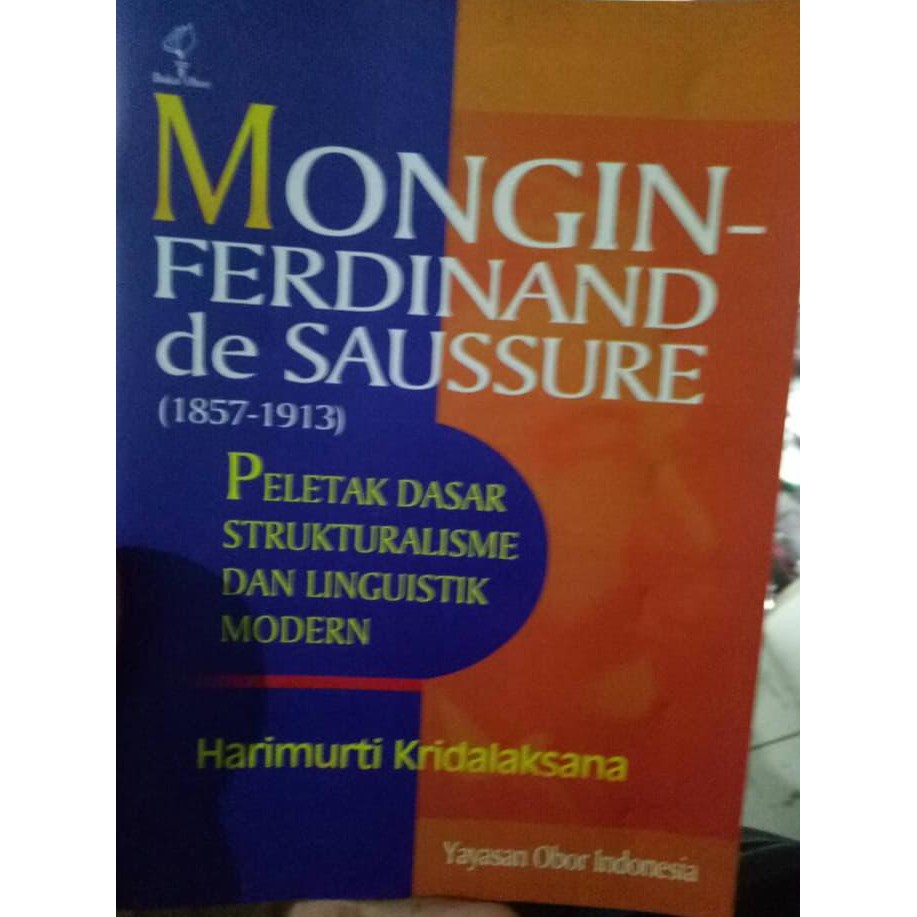 MONGIN-
FERDINAND
de SAUSSURE
(1857-1913)
PELETAK DASAR
STRUKTURALISME
DAN LINGUISTIK
MODERN
Harimurti Kridalaksana
Yayasan Obor Indonesia